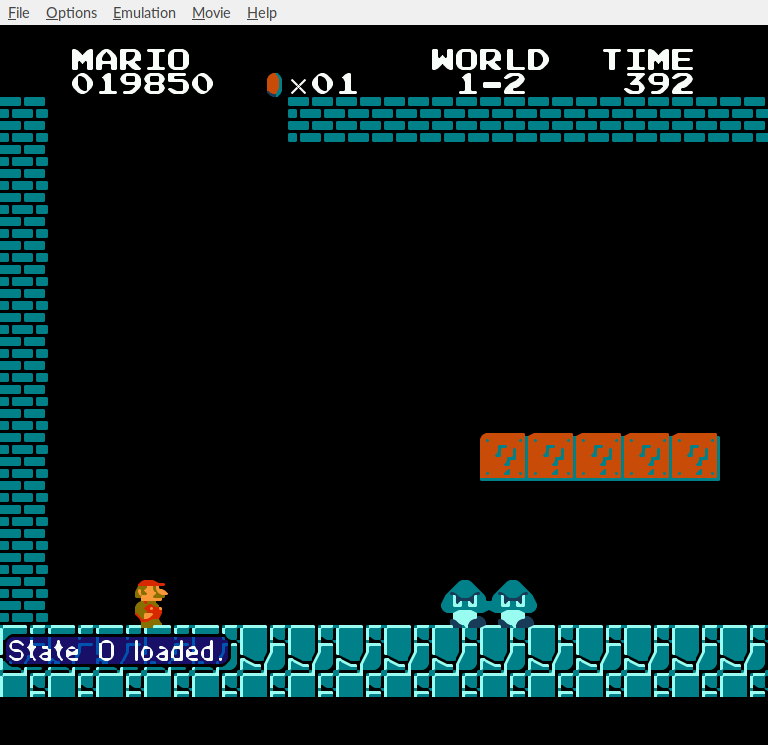 File Options Emulation Movie Help
MARIO WORLD TIME
019850 ×01 1-2 392
? ? ? ? ?
State 0 loaded.